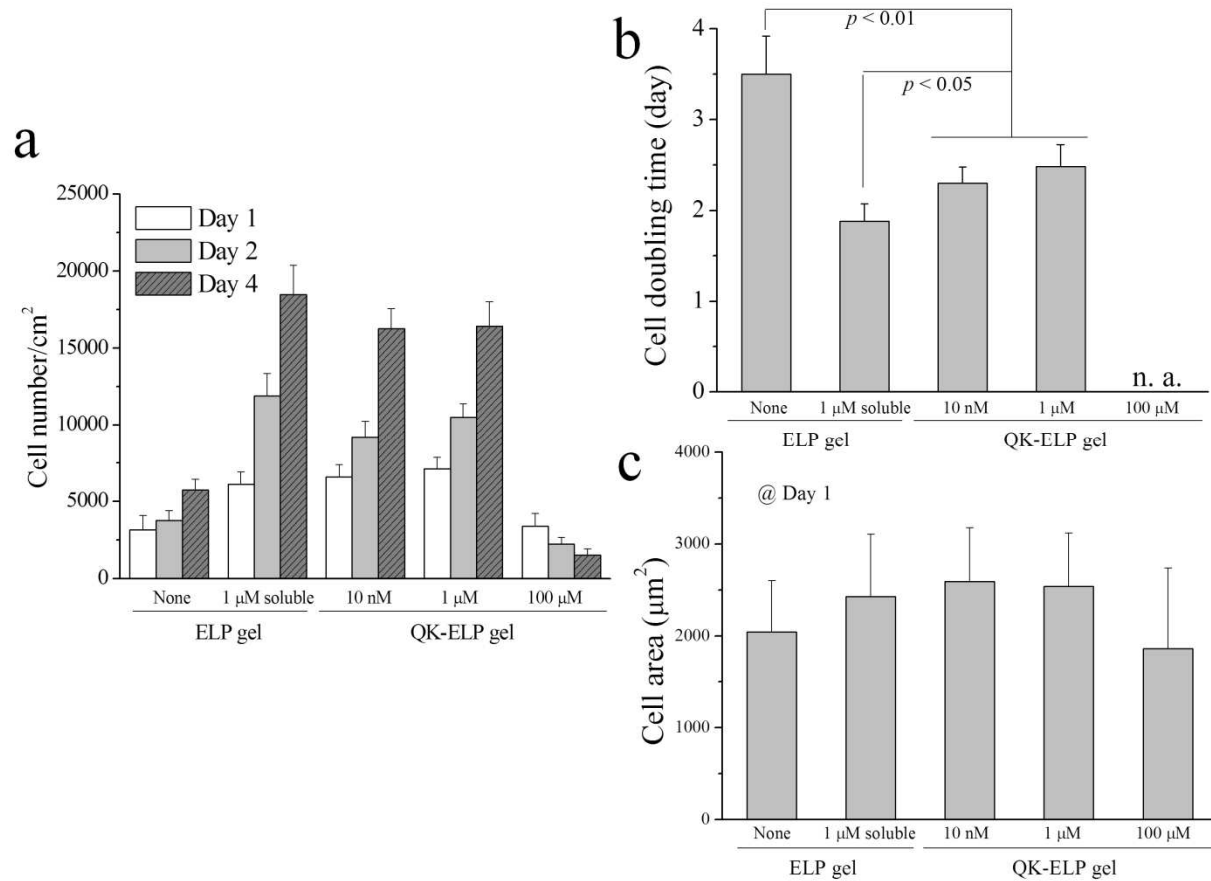 a
Cell number/cm²
25000
20000
15000
10000
5000
0
Day 1
Day 2
Day 4
None
1 μM soluble
10 nM
1 μM
100 μM
ELP gel
QK-ELP gel
b
Cell doubling time (day)
4
3
2
1
0
p < 0.01
p < 0.05
n. a.
None
1 μM soluble
10 nM
1 μM
100 μM
ELP gel
QK-ELP gel
c
Cell area (μm²)
4000
3000
2000
1000
0
@ Day 1
None
1 μM soluble
10 nM
1 μM
100 μM
ELP gel
QK-ELP gel